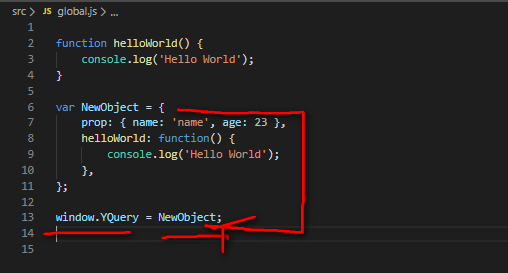 src > JS global.js > ...
1
2 function helloWorld() {
3 console.log('Hello World');
4 }
5
6 var NewObject = {
7 prop: { name: 'name', age: 23 },
8 helloWorld: function() {
9 console.log('Hello World');
10 },
11 };
12
13 window.YQuery = NewObject;
14
15